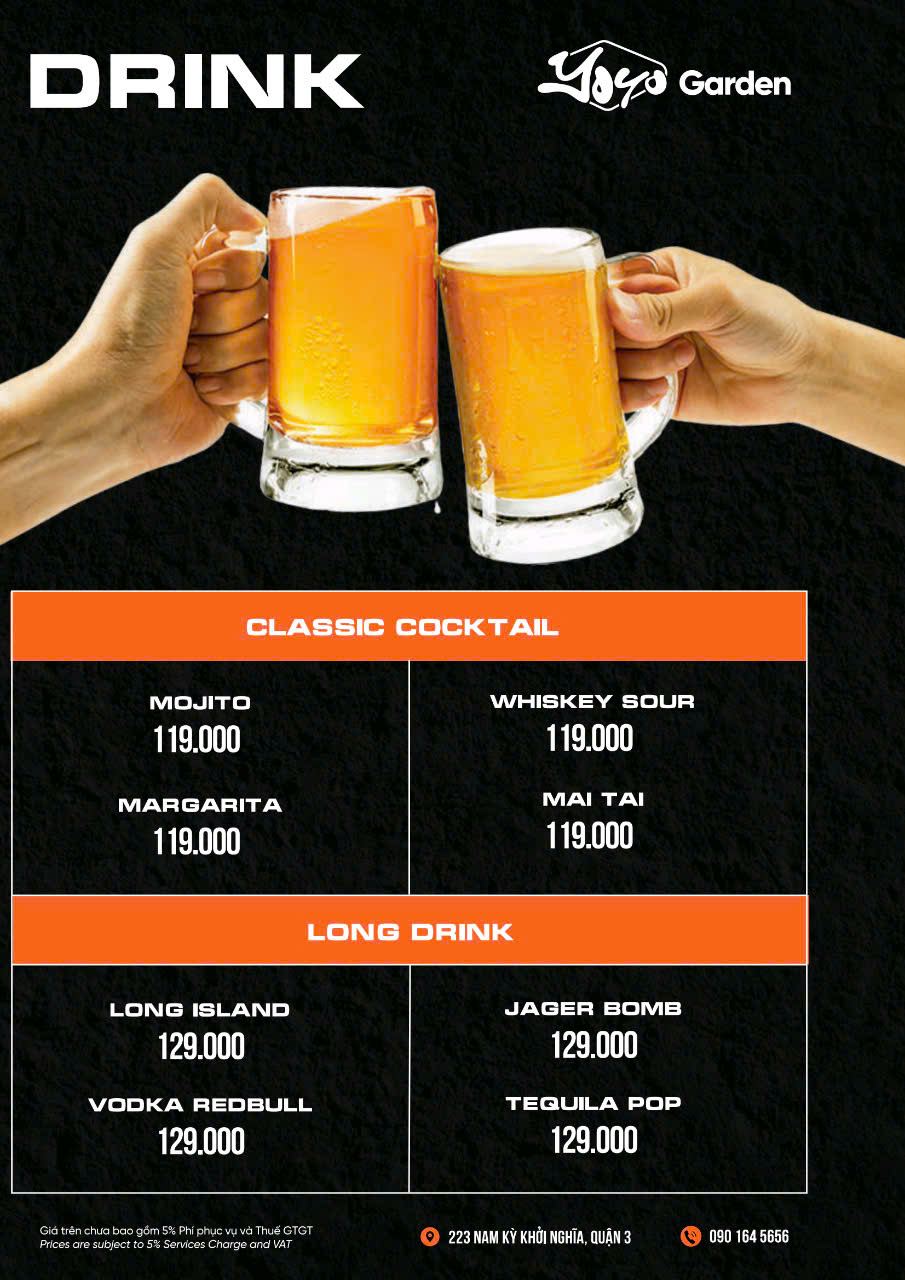 DRINK
Yoyo Garden
CLASSIC COCKTAIL
MOJITO
119.000
MARGARITA
119.000
WHISKEY SOUR
119.000
MAI TAI
119.000
LONG DRINK
LONG ISLAND
129.000
VODKA REDBULL
129.000
JAGER BOMB
129.000
TEQUILA POP
129.000
Giá trên chưa bao gồm 5% Phí phục vụ và Thuế GTGT
Prices are subject to 5% Services Charge and VAT
223 NAM KỲ KHỞI NGHĨA, QUẬN 3
090 164 5656